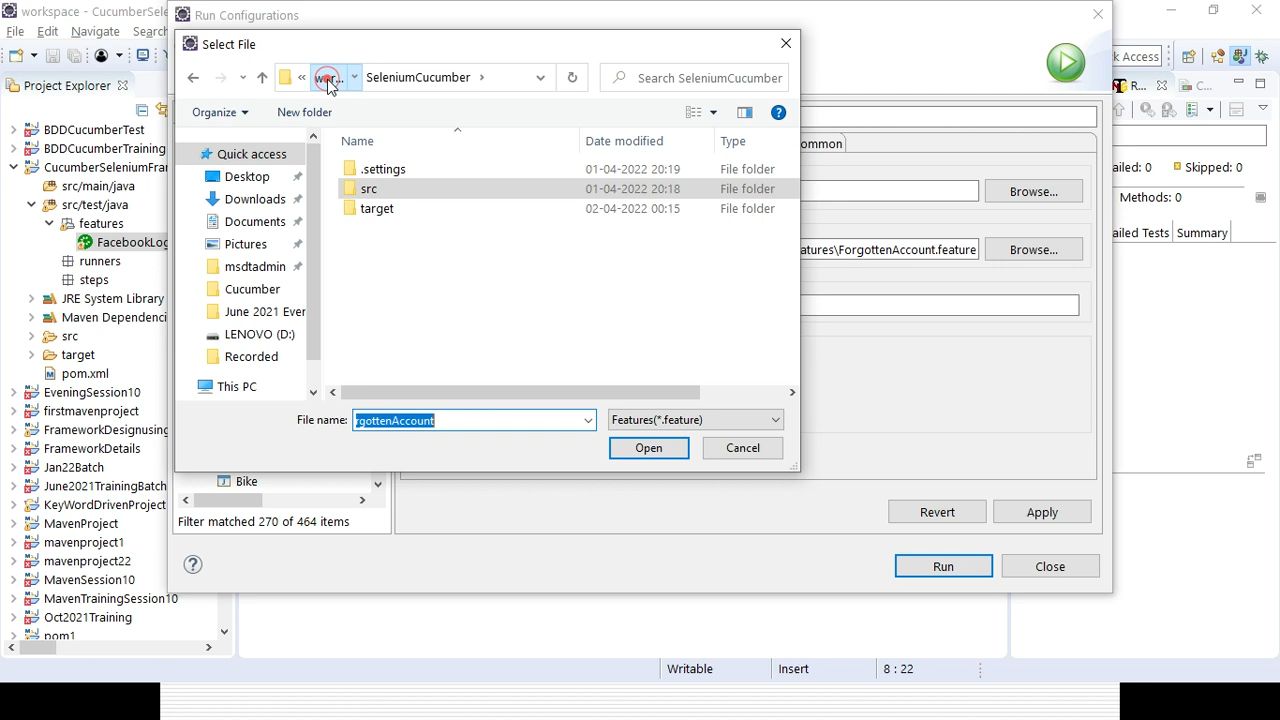 workspace - CucumberSele
Run Configurations
File Edit Navigate Search
Select File
SeleniumCucumber
Search SeleniumCucumber
Access
Project Explorer
Organize
New folder
Name
Date modified
Type
BDDCucumberTest
BDDCucumberTraining
CucumberSeleniumFran
src/main/java
src/test/java
features
FacebookLog
runners
steps
JRE System Library
Maven Dependenci
src
target
pom.xml
EveningSession10
firstmavenproject
FrameworkDesignusing
FrameworkDetails
Jan22Batch
June2021TrainingBatch
KeyWordDrivenProject
MavenProject
mavenproject1
mavenproject22
MavenSession10
MavenTrainingSession10
Oct2021Training
pom1
Quick access
Desktop
Downloads
Documents
Pictures
msdtadmin
Cucumber
June 2021 Ever
LENOVO (D:)
Recorded
This PC
.settings 01-04-2022 20:19 File folder
src 01-04-2022 20:18 File folder
target 02-04-2022 00:15 File folder
File name: rgottenAccount
Features(*.feature)
Open
Cancel
ommon
Browse...
atures\ForgottenAccount.feature
Browse...
Bike
Filter matched 270 of 464 items
Revert
Apply
Run
Close
R...
C...
ailed: 0
Skipped: 0
Methods: 0
ailed Tests
Summary
Writable
Insert
8 : 22